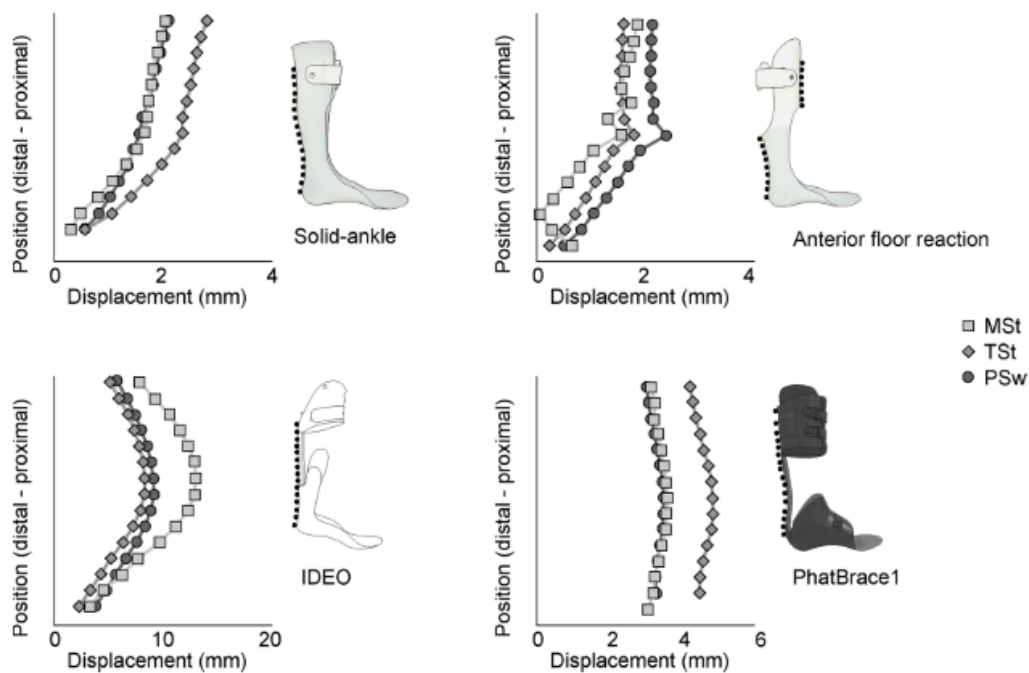 Position (distal - proximal)
0 2 4
Displacement (mm)
Solid-ankle
Position (distal - proximal)
0 2 4
Displacement (mm)
Anterior floor reaction
MSt
TSt
PSw
Position (distal - proximal)
0 5 10 15 20
Displacement (mm)
IDEO
Position (distal - proximal)
0 2 4 6
Displacement (mm)
PhatBrace1